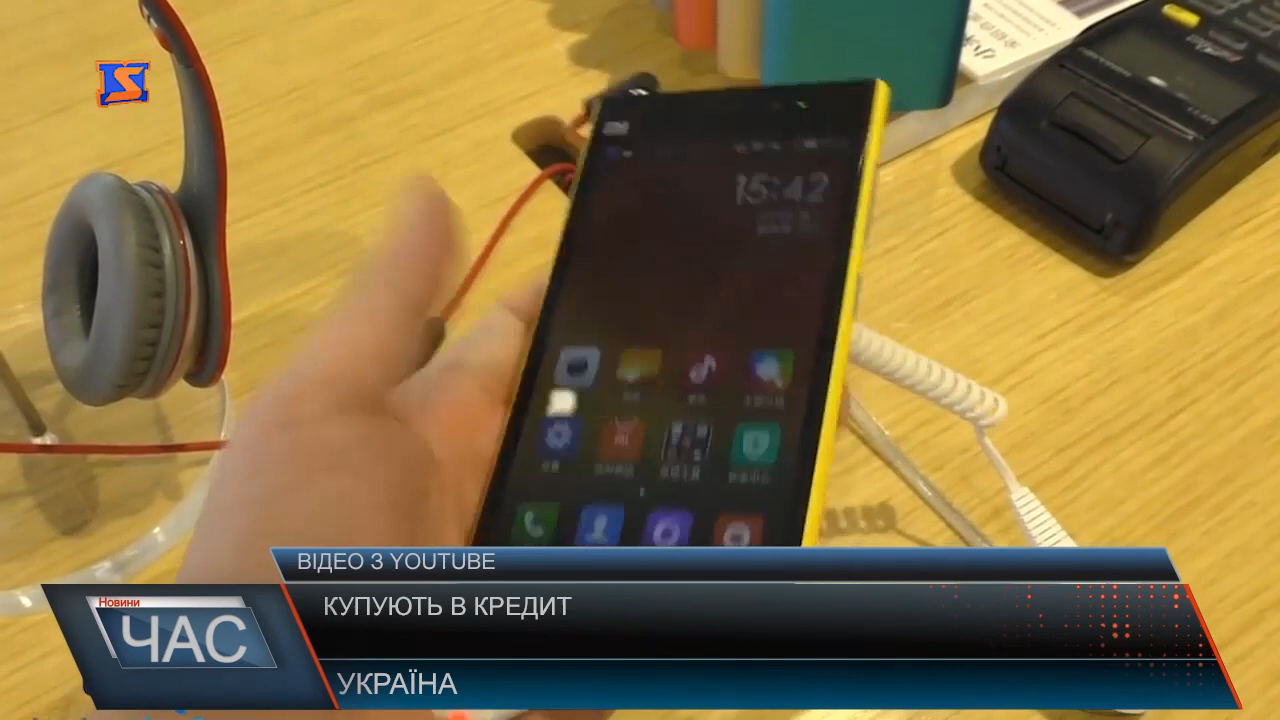 15:42
ВІДЕО З YOUTUBE
Новини
ЧАС
КУПУЮТЬ В КРЕДИТ
УКРАЇНА